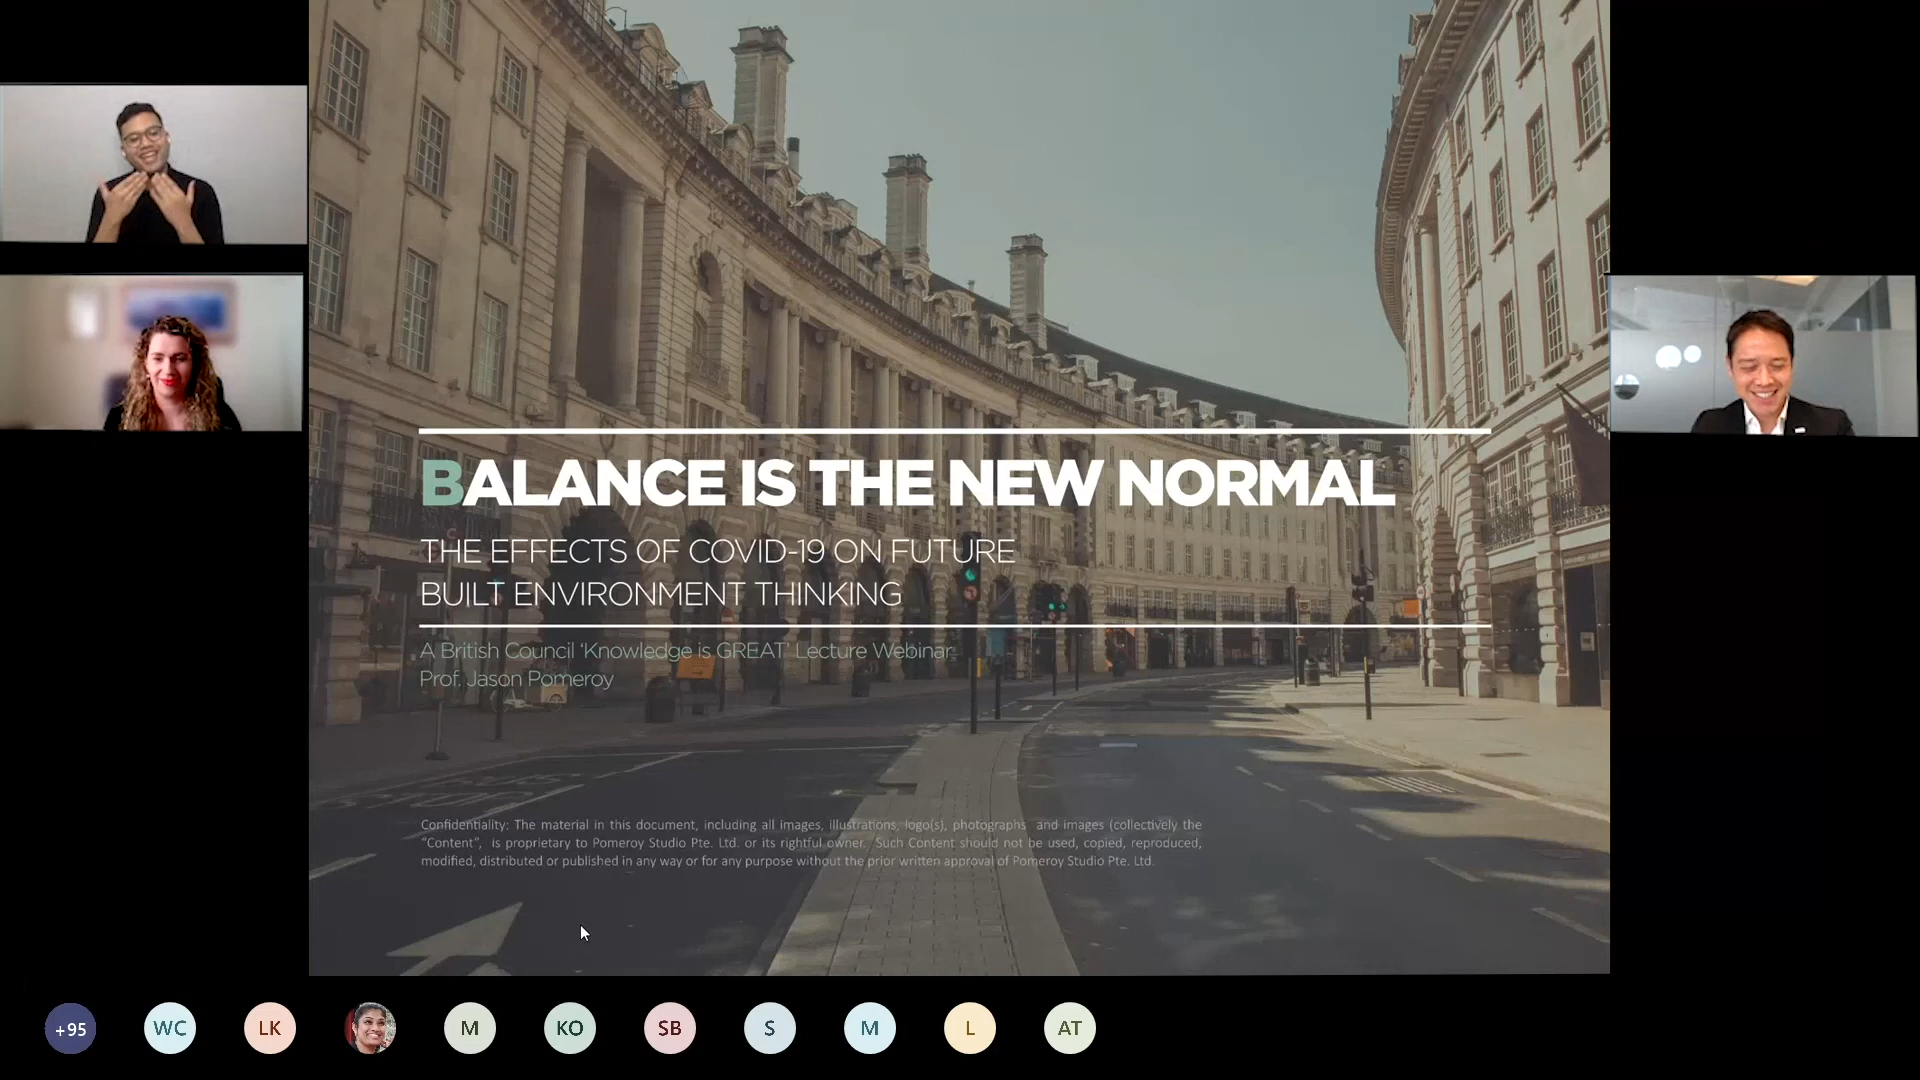 BALANCE IS THE NEW NORMAL
THE EFFECTS OF COVID-19 ON FUTURE
BUILT ENVIRONMENT THINKING
A British Council ‘Knowledge is GREAT’ Lecture Webinar
Prof. Jason Pomeroy
Confidentiality: The material in this document, including all images, illustrations, logo(s), photographs and images (collectively the
“Content”, is proprietary to Pomeroy Studio Pte. Ltd. or its rightful owner. Such Content should not be used, copied, reproduced,
modified, distributed or published in any way or for any purpose without the prior written approval of Pomeroy Studio Pte. Ltd.
+95 WC LK M KO SB S M L AT